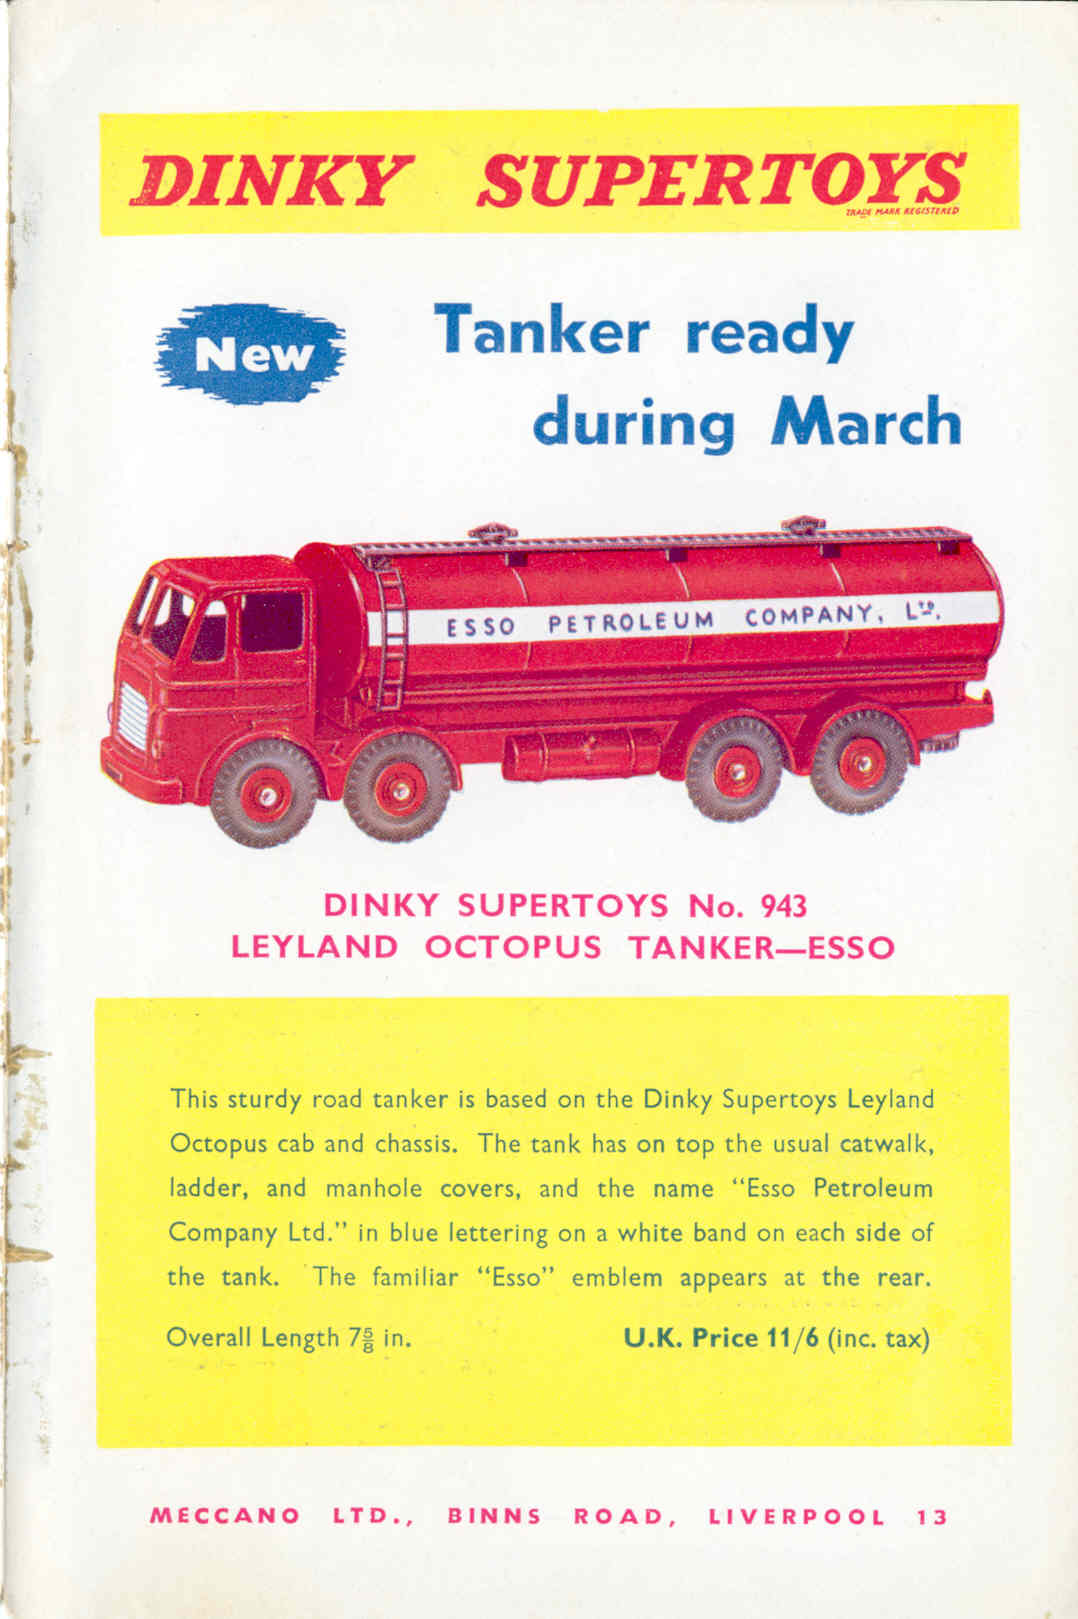 DINKY SUPERTOYS
TRADE MARK REGISTERED
New
Tanker ready
during March
ESSO PETROLEUM COMPANY, LTD.
DINKY SUPERTOYS No. 943
LEYLAND OCTOPUS TANKER—ESSO
This sturdy road tanker is based on the Dinky Supertoys Leyland
Octopus cab and chassis. The tank has on top the usual catwalk,
ladder, and manhole covers, and the name “Esso Petroleum
Company Ltd.” in blue lettering on a white band on each side of
the tank. The familiar “Esso” emblem appears at the rear.
Overall Length 7⅝ in. U.K. Price 11/6 (inc. tax)
MECCANO LTD., BINNS ROAD, LIVERPOOL 13